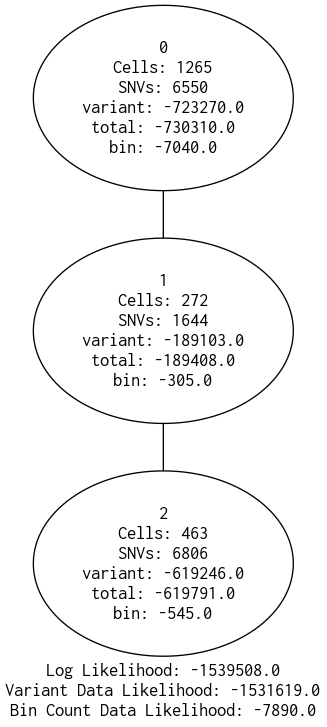 0
Cells: 1265
SNVs: 6550
variant: -723270.0
total: -730310.0
bin: -7040.0
1
Cells: 272
SNVs: 1644
variant: -189103.0
total: -189408.0
bin: -305.0
2
Cells: 463
SNVs: 6806
variant: -619246.0
total: -619791.0
bin: -545.0
Log Likelihood: -1539508.0
Variant Data Likelihood: -1531619.0
Bin Count Data Likelihood: -7890.0